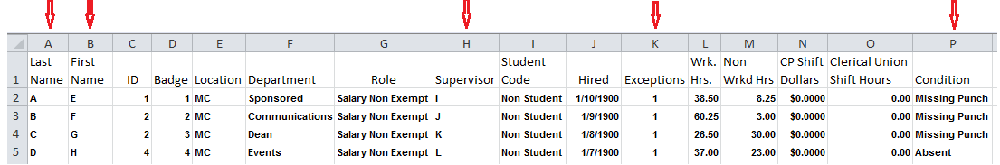 A B C D E F G H I J K L M N O P
Last First Student Wrk. Non CP Shift Clerical Union
1 Name Name ID Badge Location Department Role Supervisor Code Hired Exceptions Hrs. Wrkd Hrs Dollars Shift Hours Condition
2 A E 1 1 MC Sponsored Salary Non Exempt I Non Student 1/10/1900 1 38.50 8.25 $0.0000 0.00 Missing Punch
3 B F 2 2 MC Communications Salary Non Exempt J Non Student 1/9/1900 1 60.25 3.00 $0.0000 0.00 Missing Punch
4 C G 2 3 MC Dean Salary Non Exempt K Non Student 1/8/1900 1 26.50 30.00 $0.0000 0.00 Missing Punch
5 D H 4 4 MC Events Salary Non Exempt L Non Student 1/7/1900 1 37.00 23.00 $0.0000 0.00 Absent